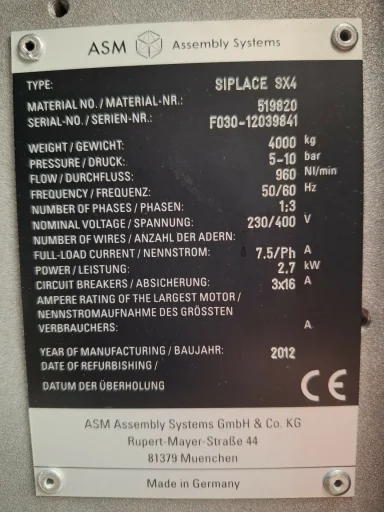 ASM Assembly Systems
TYPE: SIPLACE SX4
MATERIAL NO. / MATERIAL-NR.: 519820
SERIAL-NO. / SERIEN-NR.: F030-12039841
WEIGHT / GEWICHT: 4000 kg
PRESSURE / DRUCK: 5-10 bar
FLOW / DURCHFLUSS: 960 Nl/min
FREQUENCY / FREQUENZ: 50/60 Hz
NUMBER OF PHASES / PHASEN: 1:3
NOMINAL VOLTAGE / SPANNUNG: 230/400 V
NUMBER OF WIRES / ANZAHL DER ADERN:
FULL-LOAD CURRENT / NENNSTROM: 7.5/Ph A
POWER / LEISTUNG: 2.7 kW
CIRCUIT BREAKERS / ABSICHERUNG: 3x16 A
AMPERE RATING OF THE LARGEST MOTOR /
NENNSTROMAUFNAHME DES GRÖSSTEN
VERBRAUCHERS: A
YEAR OF MANUFACTURING / BAUJAHR: 2012
DATE OF REFURBISHING /
DATUM DER ÜBERHOLUNG
CE
ASM Assembly Systems GmbH & Co. KG
Rupert-Mayer-Straße 44
81379 Muenchen
Made in Germany